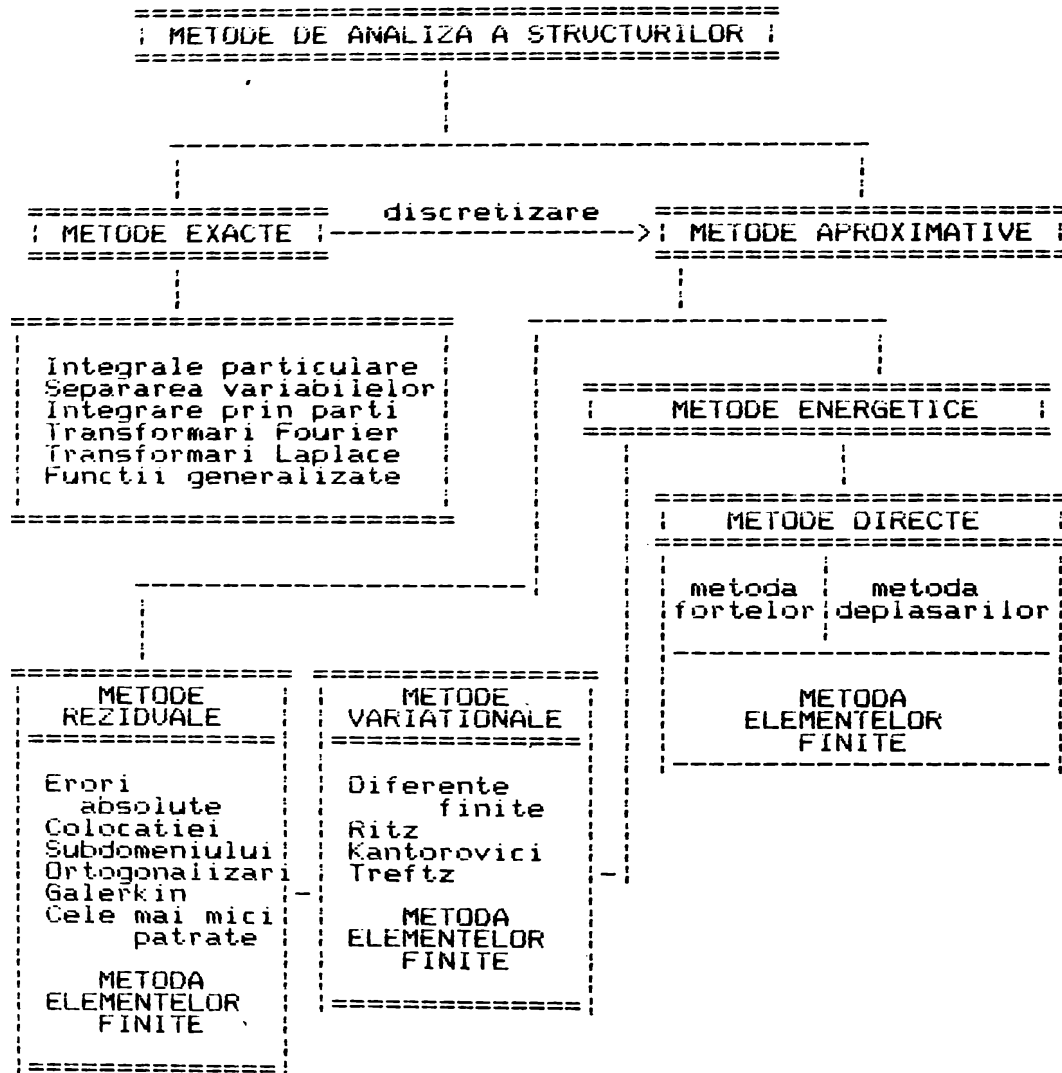 METODE DE ANALIZA A STRUCTURILOR
discretizare
METODE EXACTE
METODE APROXIMATIVE
Integrale particulare
Separarea variabilelor
Integrare prin parti
Transformari Fourier
Transformari Laplace
Functii generalizate
METODE ENERGETICE
METODE DIRECTE
metoda fortelor
metoda deplasarilor
METODA
ELEMENTELOR
FINITE
METODE
REZIDUALE
Erori
absolute
Colocatiei
Subdomeniului
Ortogonalizari
Galerkin
Cele mai mici
patrate
METODA
ELEMENTELOR
FINITE
METODE
VARIATIONALE
Diferente
finite
Ritz
Kantorovici
Treftz
METODA
ELEMENTELOR
FINITE